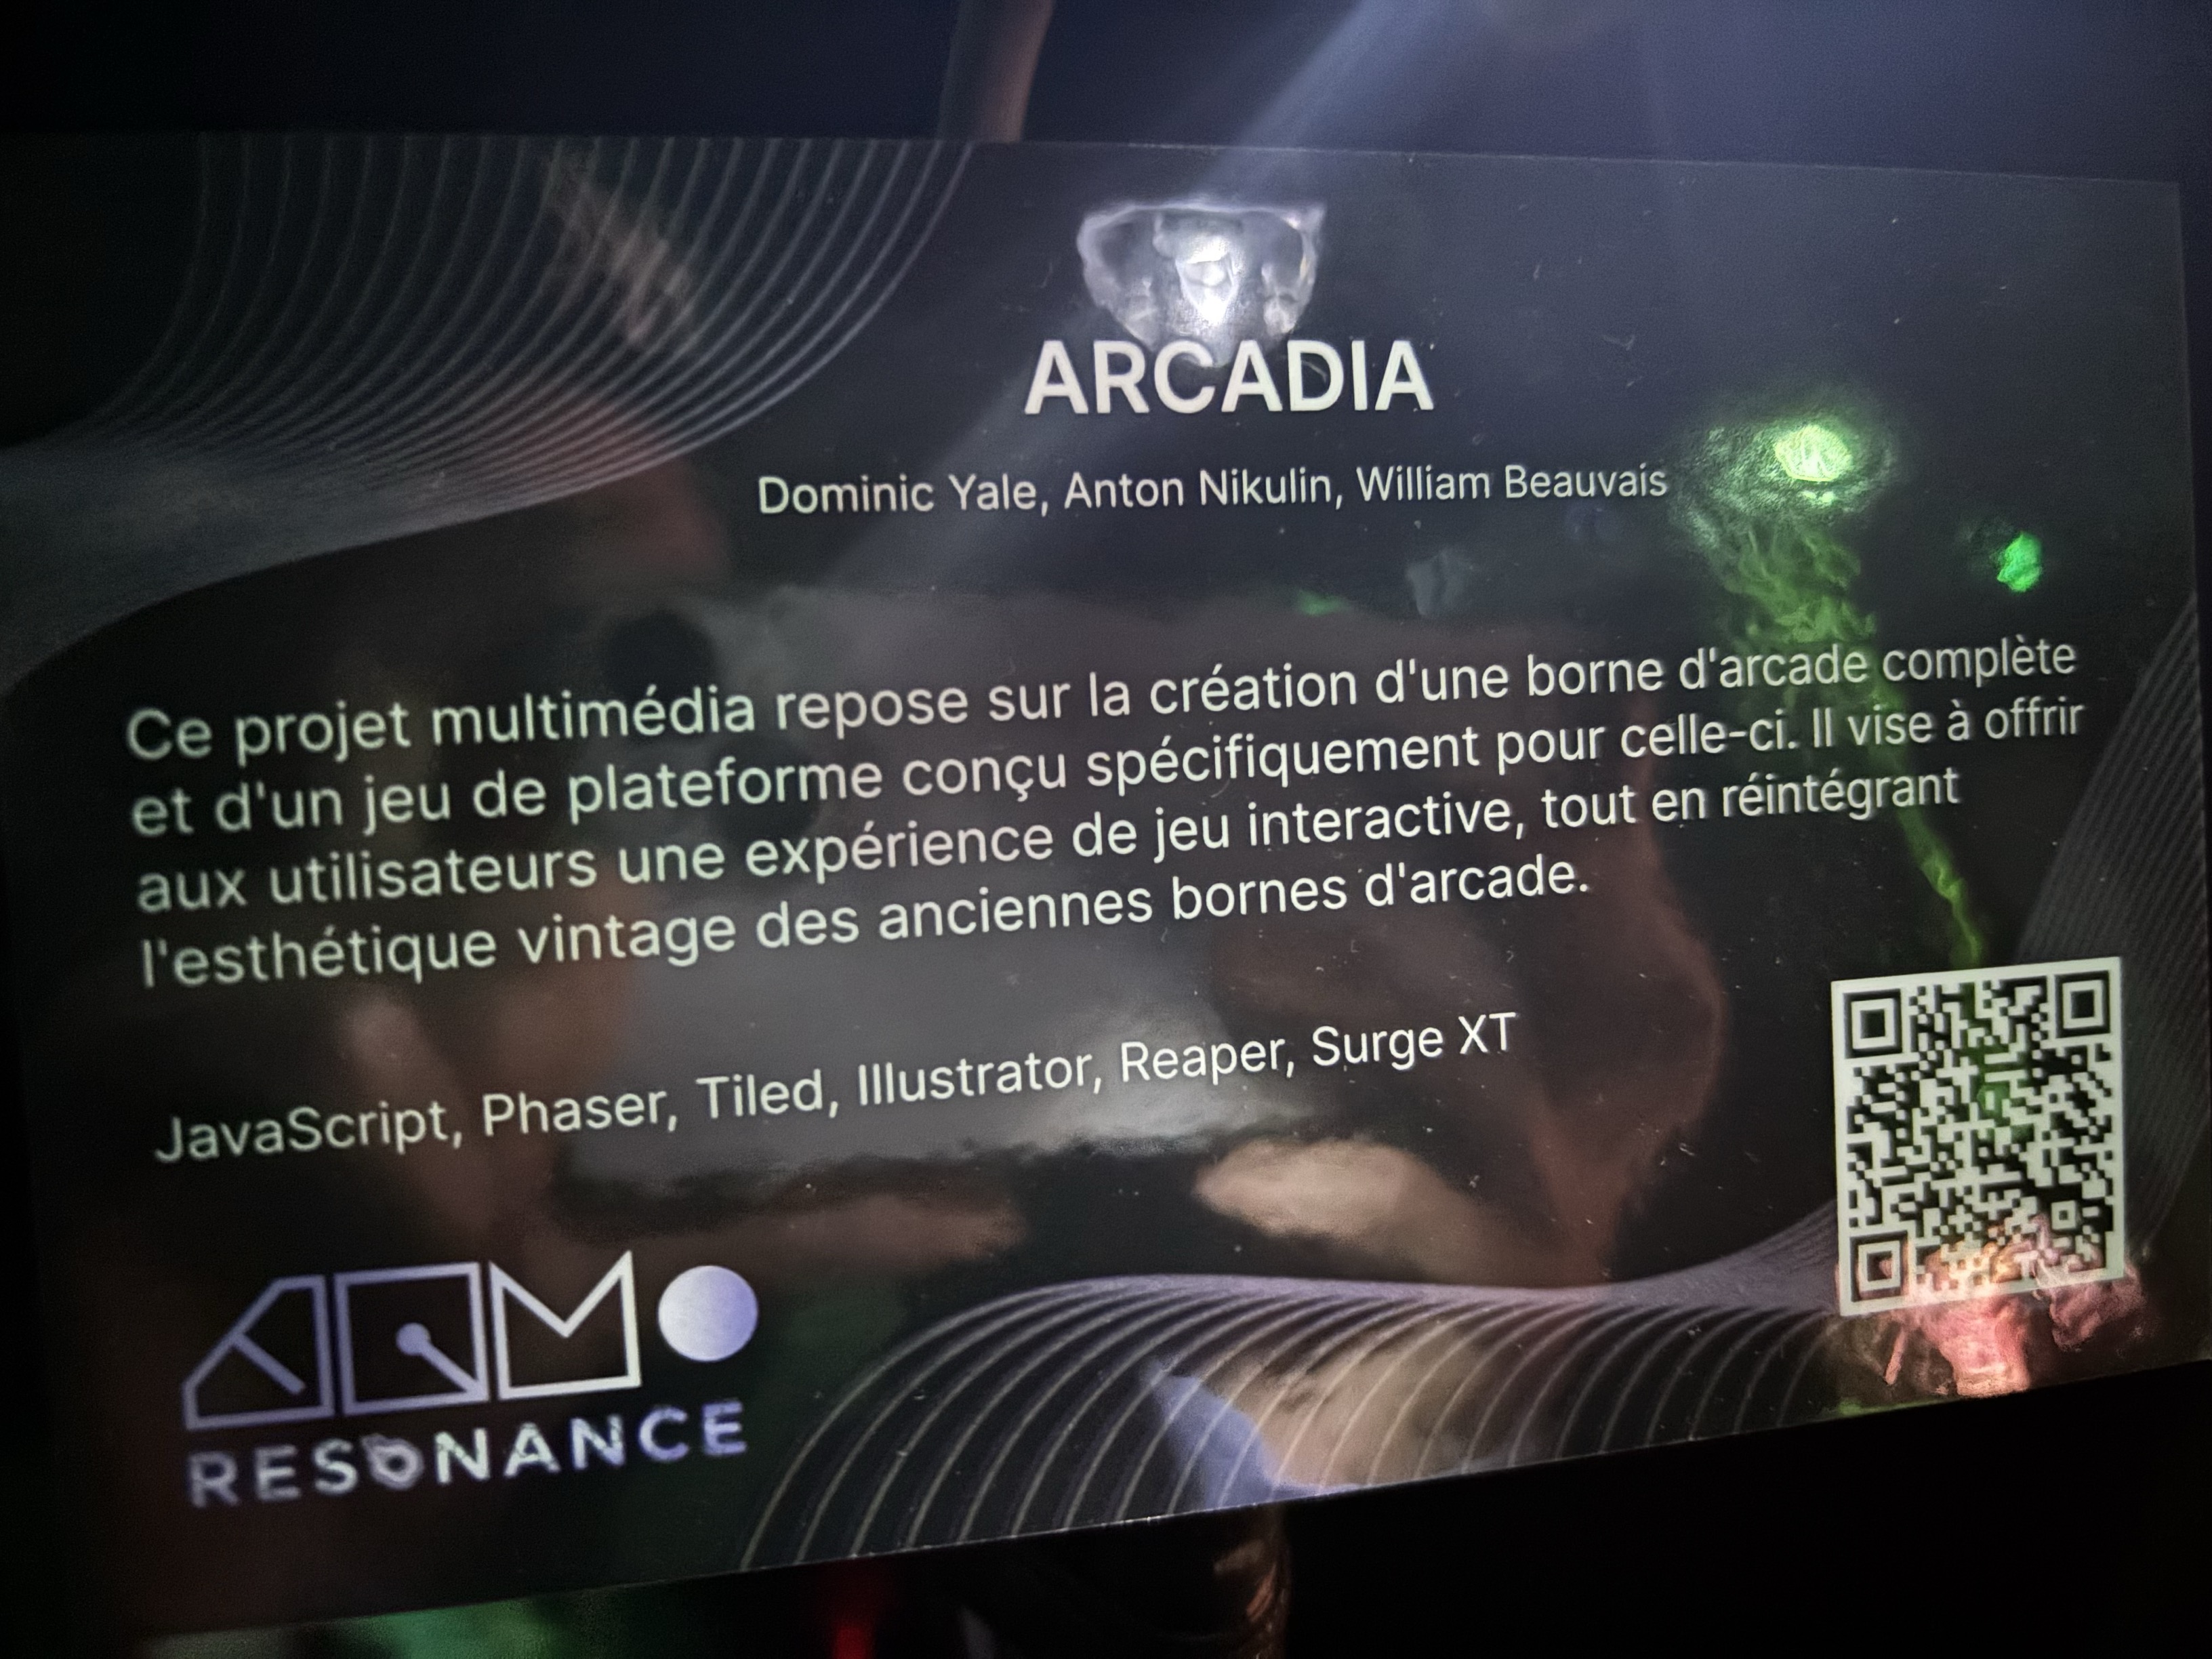 ARCADIA
Dominic Yale, Anton Nikulin, William Beauvais
Ce projet multimédia repose sur la création d'une borne d'arcade complète
et d'un jeu de plateforme conçu spécifiquement pour celle-ci. Il vise à offrir
aux utilisateurs une expérience de jeu interactive, tout en réintégrant
l'esthétique vintage des anciennes bornes d'arcade.
JavaScript, Phaser, Tiled, Illustrator, Reaper, Surge XT
RESONANCE